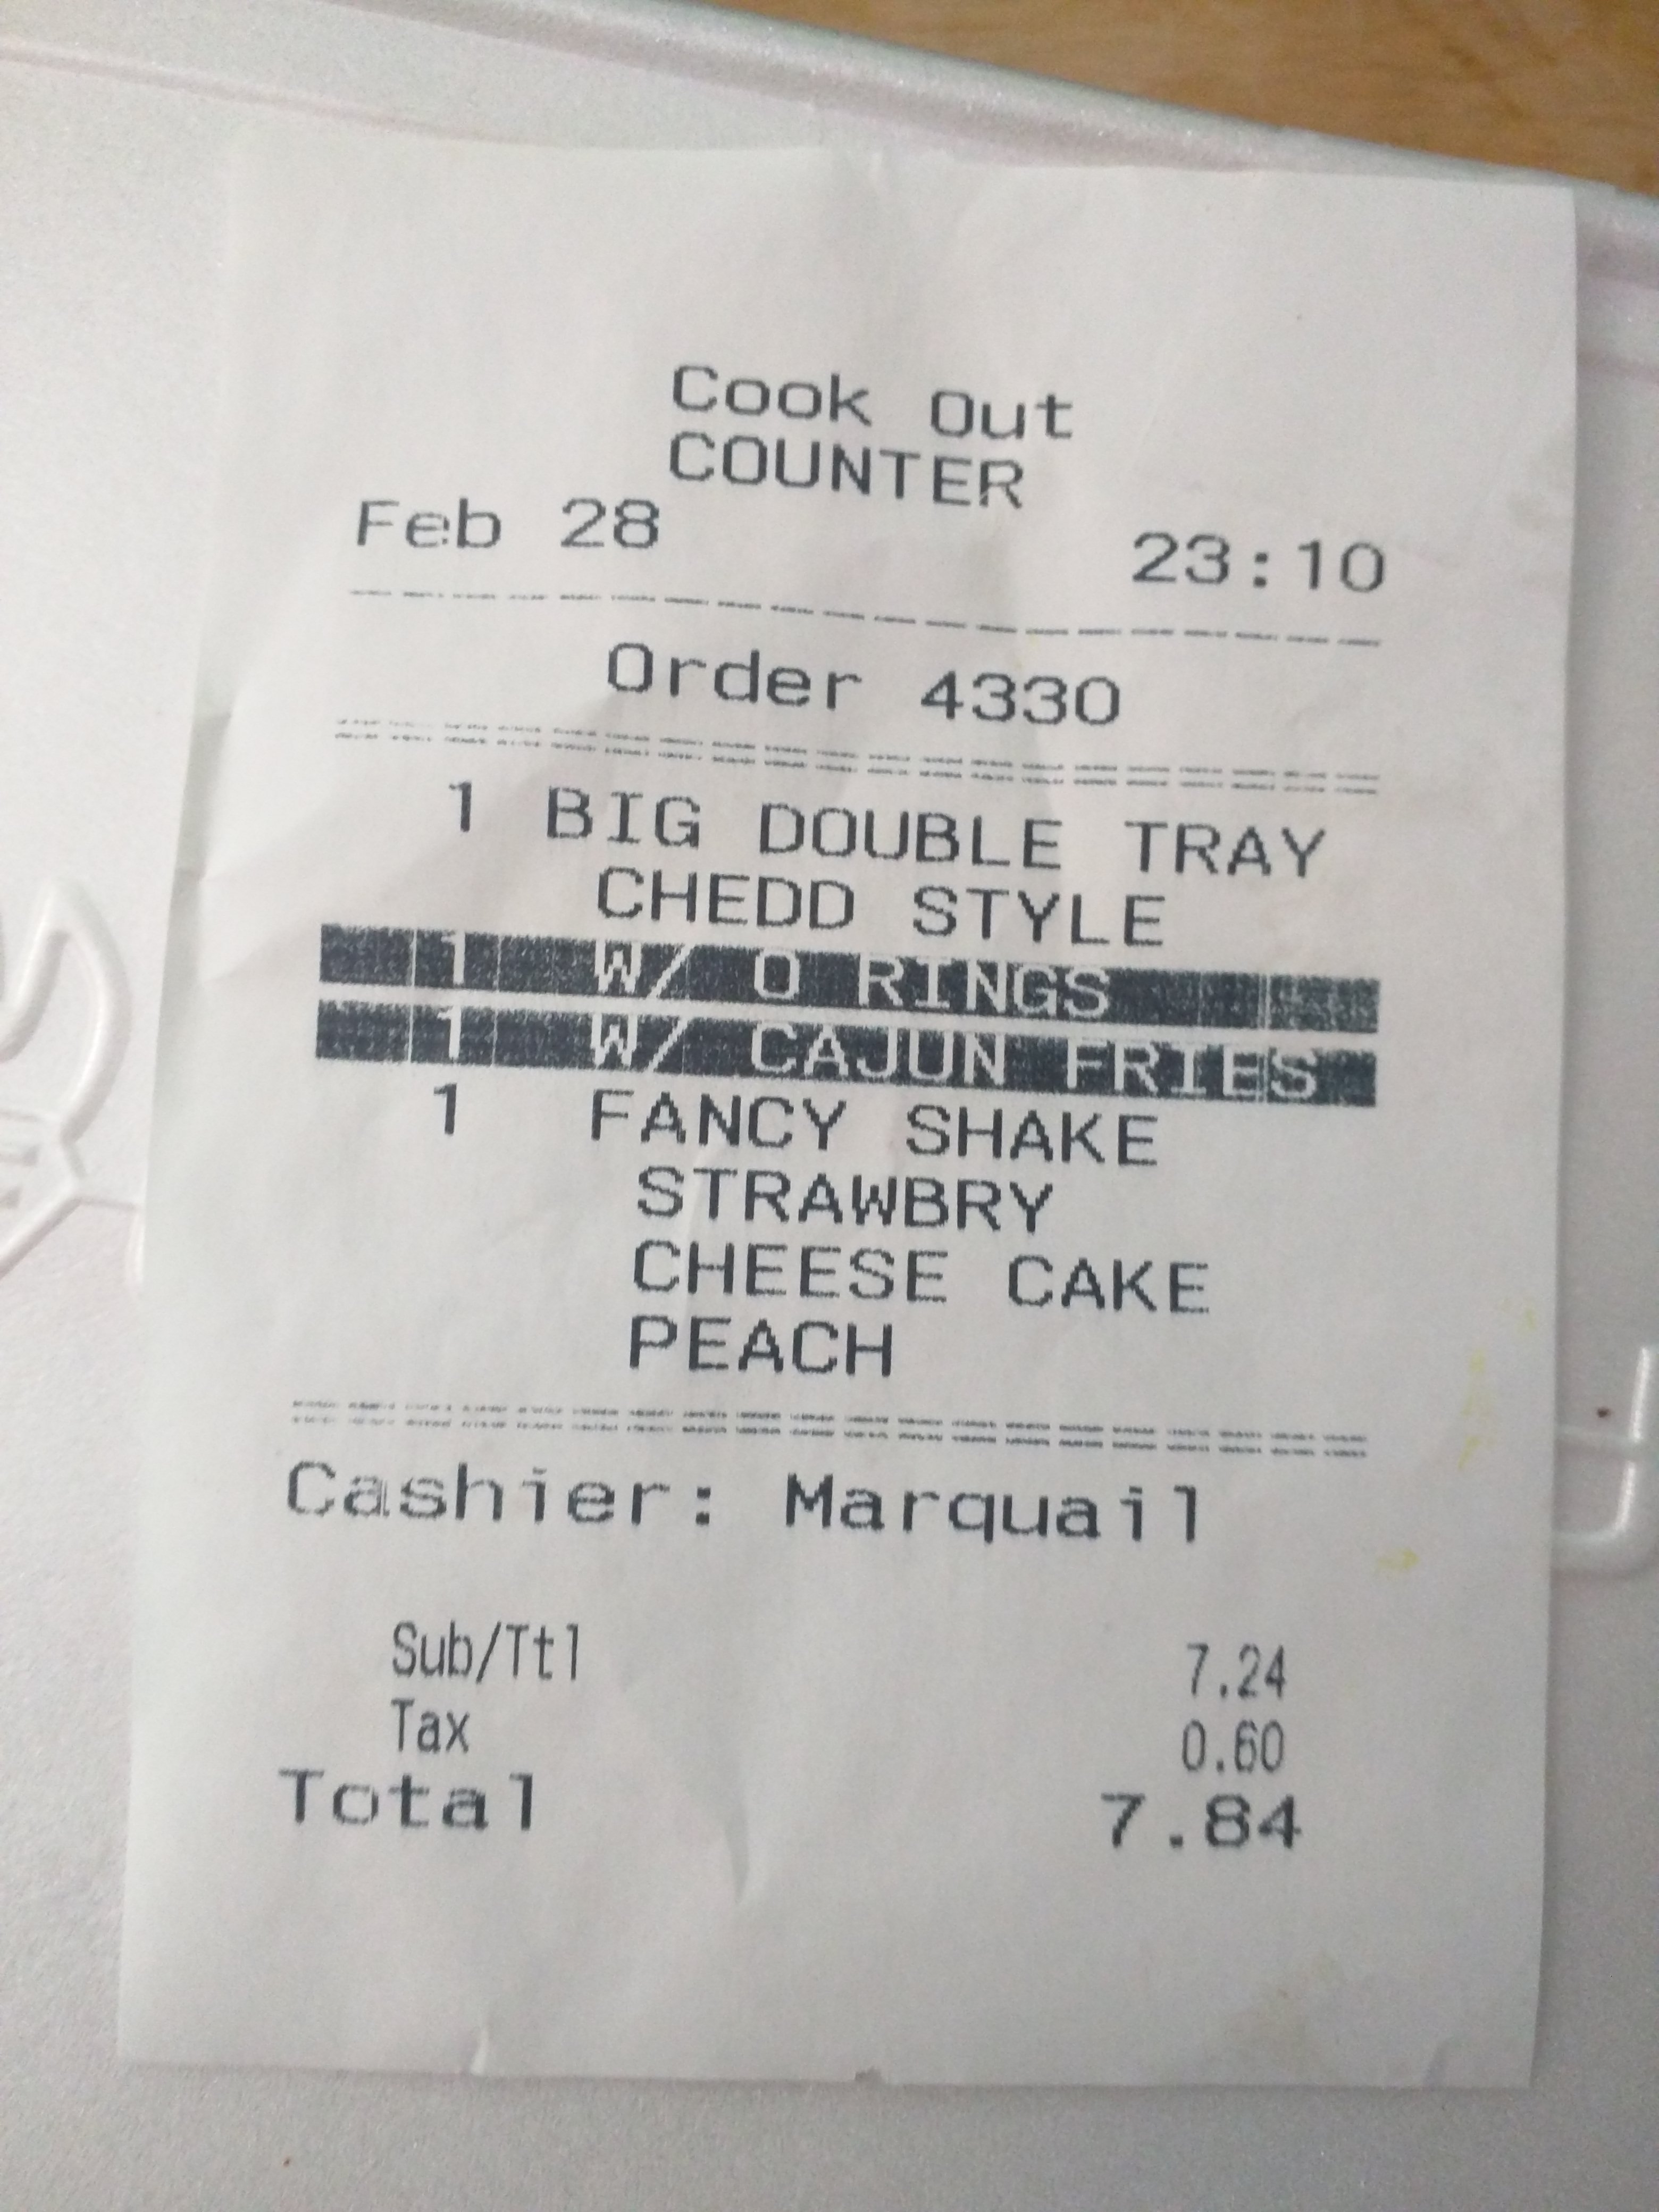 Cook Out
COUNTER
Feb 28 23:10
Order 4330
1 BIG DOUBLE TRAY
CHEDD STYLE
1 W/ O RINGS
1 W/ CAJUN FRIES
1 FANCY SHAKE
STRAWBRY
CHEESE CAKE
PEACH
Cashier: Marquail
Sub/Ttl 7.24
Tax 0.60
Total 7.84